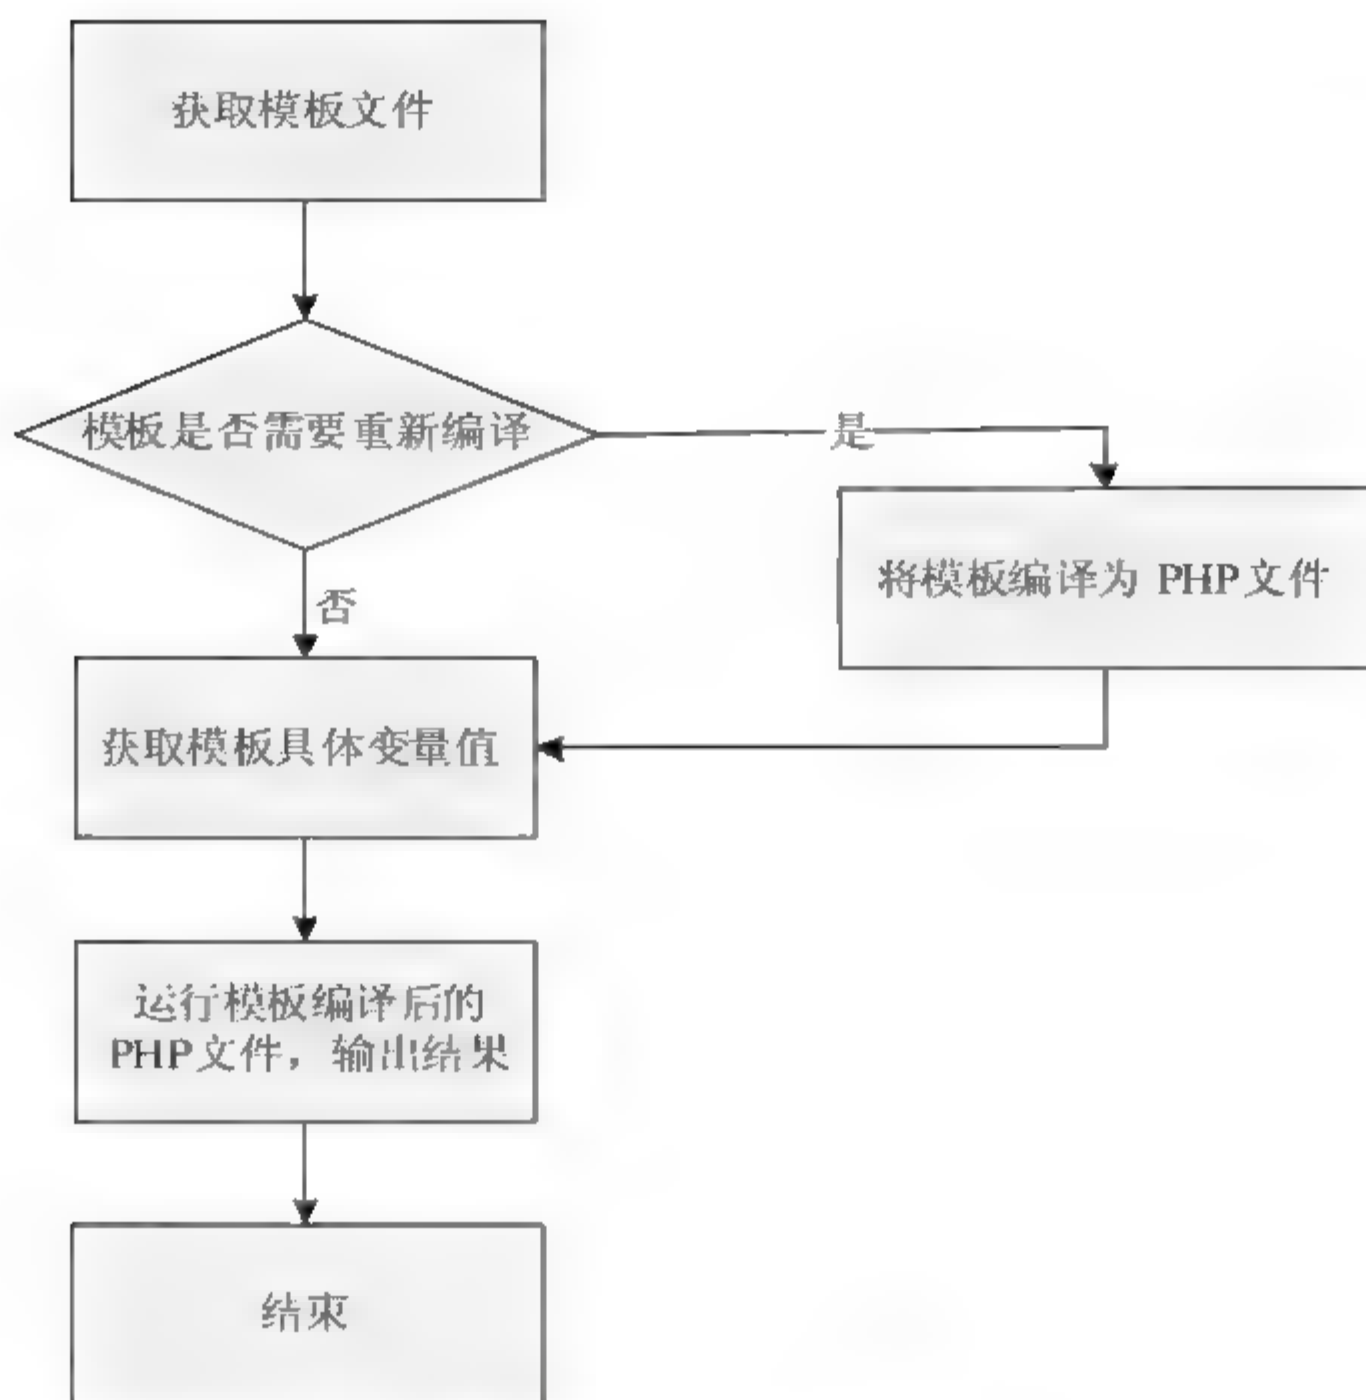 获取模板文件
模板是否需要重新编译
是
将模板编译为 PHP文件
否
获取模板具体变量值
运行模板编译后的
PHP文件，输出结果
结束